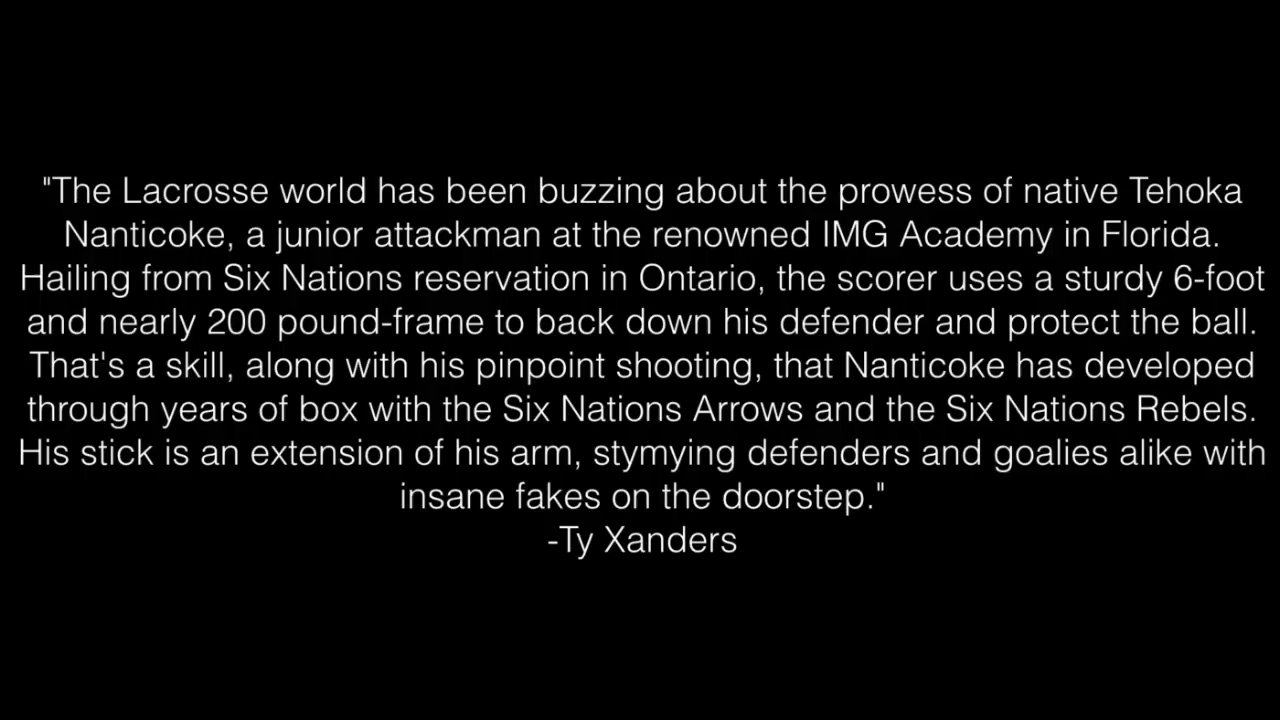 "The Lacrosse world has been buzzing about the prowess of native Tehoka
Nanticoke, a junior attackman at the renowned IMG Academy in Florida.
Hailing from Six Nations reservation in Ontario, the scorer uses a sturdy 6-foot
and nearly 200 pound-frame to back down his defender and protect the ball.
That's a skill, along with his pinpoint shooting, that Nanticoke has developed
through years of box with the Six Nations Arrows and the Six Nations Rebels.
His stick is an extension of his arm, stymying defenders and goalies alike with
insane fakes on the doorstep."
-Ty Xanders